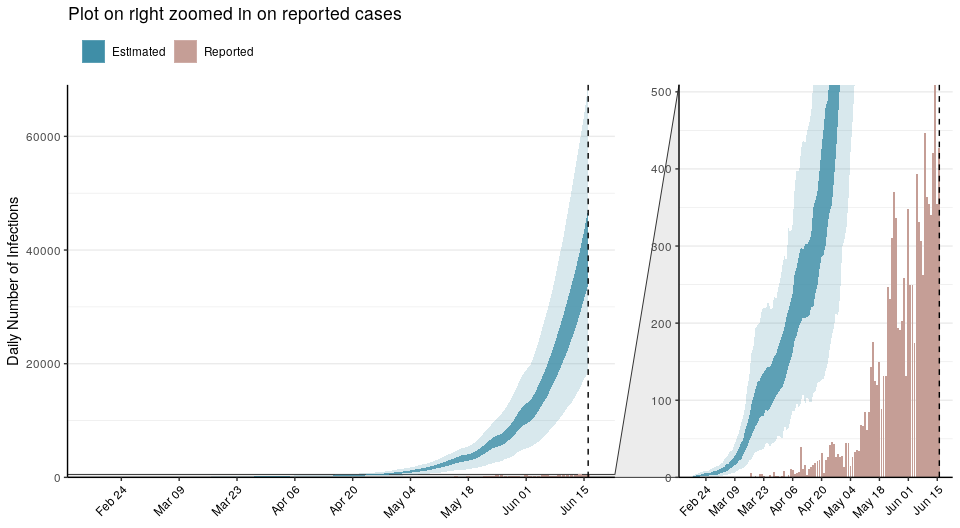 Plot on right zoomed in on reported cases
Estimated Reported
Daily Number of Infections
60000
40000
20000
0
Feb 24 Mar 09 Mar 23 Apr 06 Apr 20 May 04 May 18 Jun 01 Jun 15
500
400
300
200
100
0
Feb 24 Mar 09 Mar 23 Apr 06 Apr 20 May 04 May 18 Jun 01 Jun 15